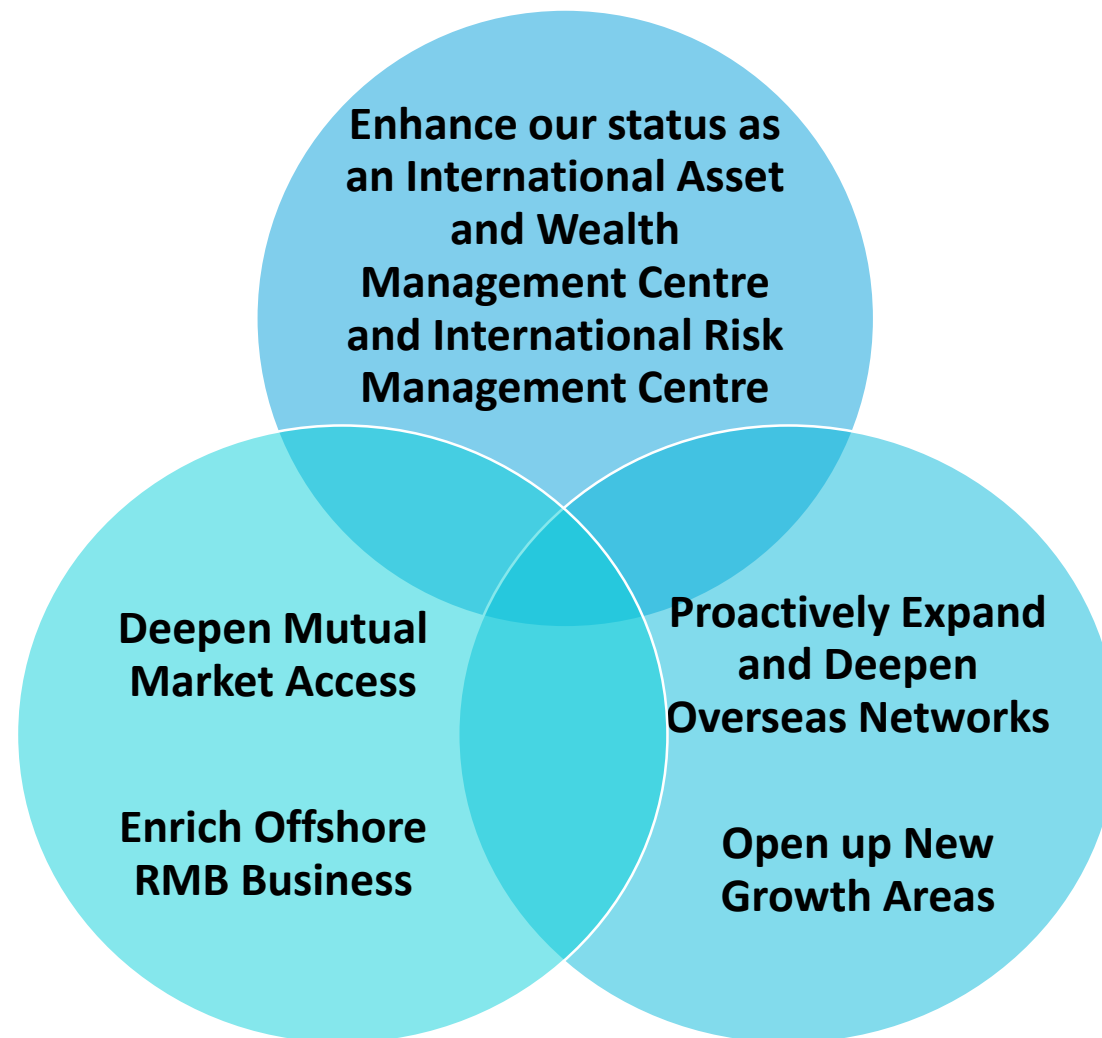 Enhance our status as
an International Asset
and Wealth
Management Centre
and International Risk
Management Centre
Deepen Mutual
Market Access
Enrich Offshore
RMB Business
Proactively Expand
and Deepen
Overseas Networks
Open up New
Growth Areas